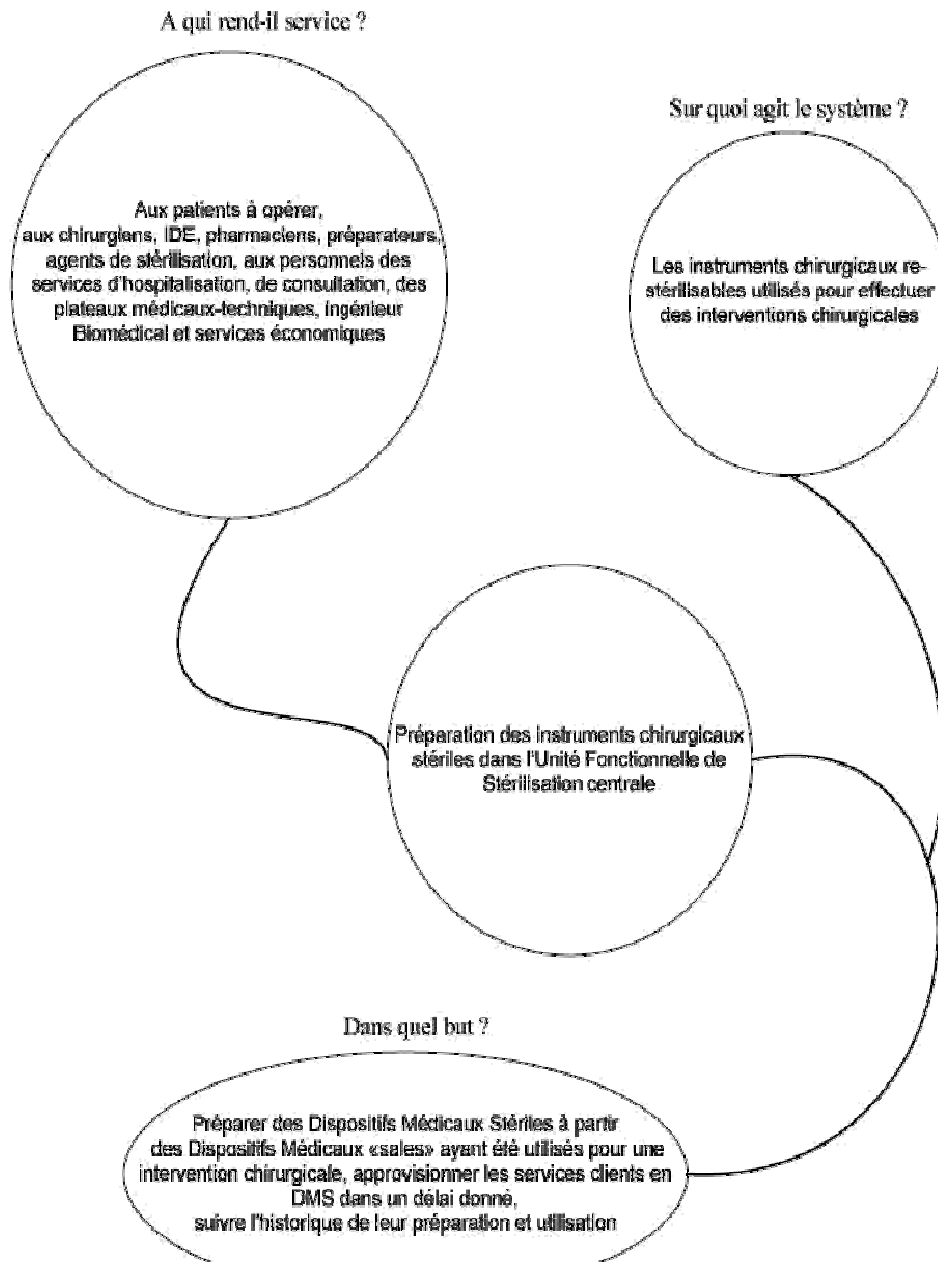 A qui rend-il service ?
Aux patients à opérer,
aux chirurgiens, IDE, pharmaciens, préparateurs,
agents de stérilisation, aux personnels des
services d'hospitalisation, de consultation, des
plateaux médicaux-techniques, ingénieur
Biomédical et services économiques
Sur quoi agit le système ?
Les instruments chirurgicaux re-
stérilisables utilisés pour effectuer
des interventions chirurgicales
Préparation des instruments chirurgicaux
stériles dans l'Unité Fonctionnelle de
Stérilisation centrale
Dans quel but ?
Préparer des Dispositifs Médicaux Stériles à partir
des Dispositifs Médicaux «sales» ayant été utilisés pour une
intervention chirurgicale, approvisionner les services clients en
DMS dans un délai donné,
suivre l'historique de leur préparation et utilisation